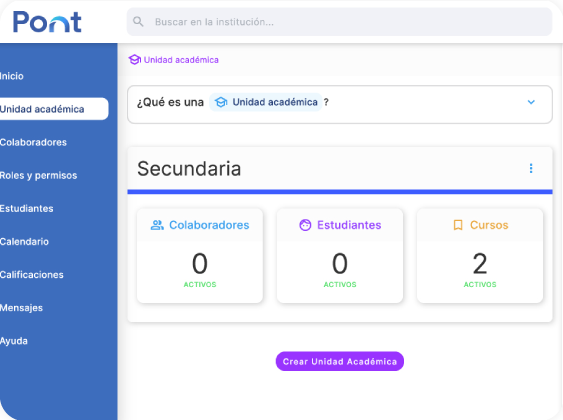 Pont
Buscar en la institución...
Inicio
Unidad académica
Colaboradores
Roles y permisos
Estudiantes
Calendario
Calificaciones
Mensajes
Ayuda
Unidad académica
¿Qué es una Unidad académica ?
Secundaria
Colaboradores
0
ACTIVOS
Estudiantes
0
ACTIVOS
Cursos
2
ACTIVOS
Crear Unidad Académica